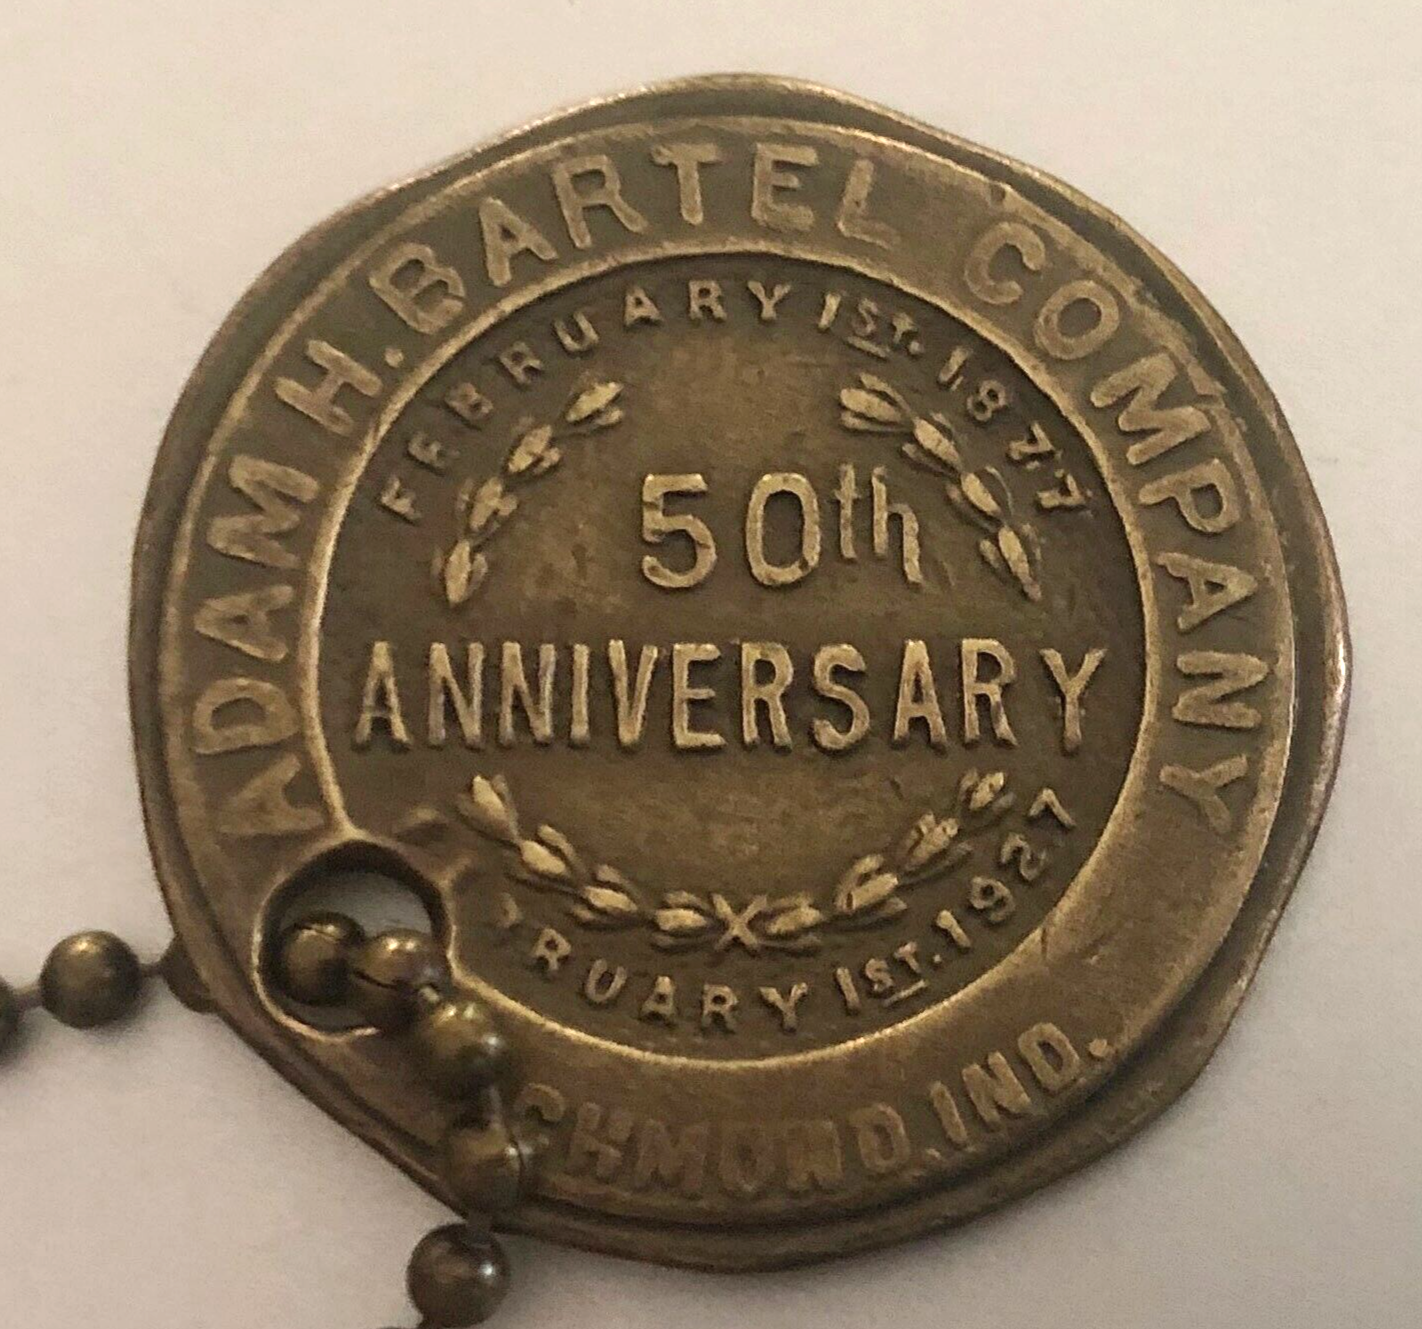 ADAM H. BARTEL COMPANY
FEBRUARY 1ST. 1877
50th
ANNIVERSARY
RUARY 1ST. 1927
CHMOND, IND.